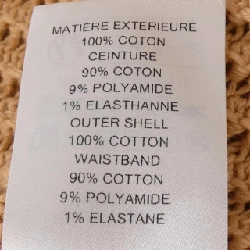 MATIERE EXTERIEURE
100% COTON
CEINTURE
90% COTON
9% POLYAMIDE
1% ELASTHANNE
OUTER SHELL
100% COTTON
WAISTBAND
90% COTTON
9% POLYAMIDE
1% ELASTANE